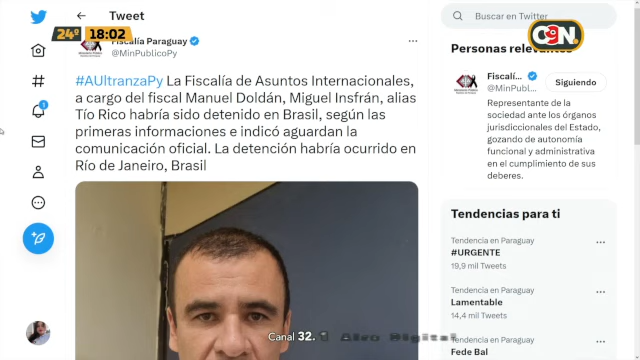 Tweet
24º 18:02
Fiscalía Paraguay
@MinPublicoPy
#AUltranzaPy La Fiscalía de Asuntos Internacionales,
a cargo del fiscal Manuel Doldán, Miguel Insfrán, alias
Tío Rico habría sido detenido en Brasil, según las
primeras informaciones e indicó aguardan la
comunicación oficial. La detención habría ocurrido en
Río de Janeiro, Brasil
1
Canal 32.1 Aire Digital
Buscar en Twitter
C9N
Personas relevan
Fiscalí...
@MinPubl...
Siguiendo
Representante de la
sociedad ante los órganos
jurisdiccionales del Estado,
gozando de autonomía
funcional y administrativa
en el cumplimiento de sus
deberes.
Tendencias para ti
Tendencia en Paraguay
#URGENTE
19,9 mil Tweets
Tendencia en Paraguay
Lamentable
14,4 mil Tweets
Tendencia en Paraguay
Fede Bal